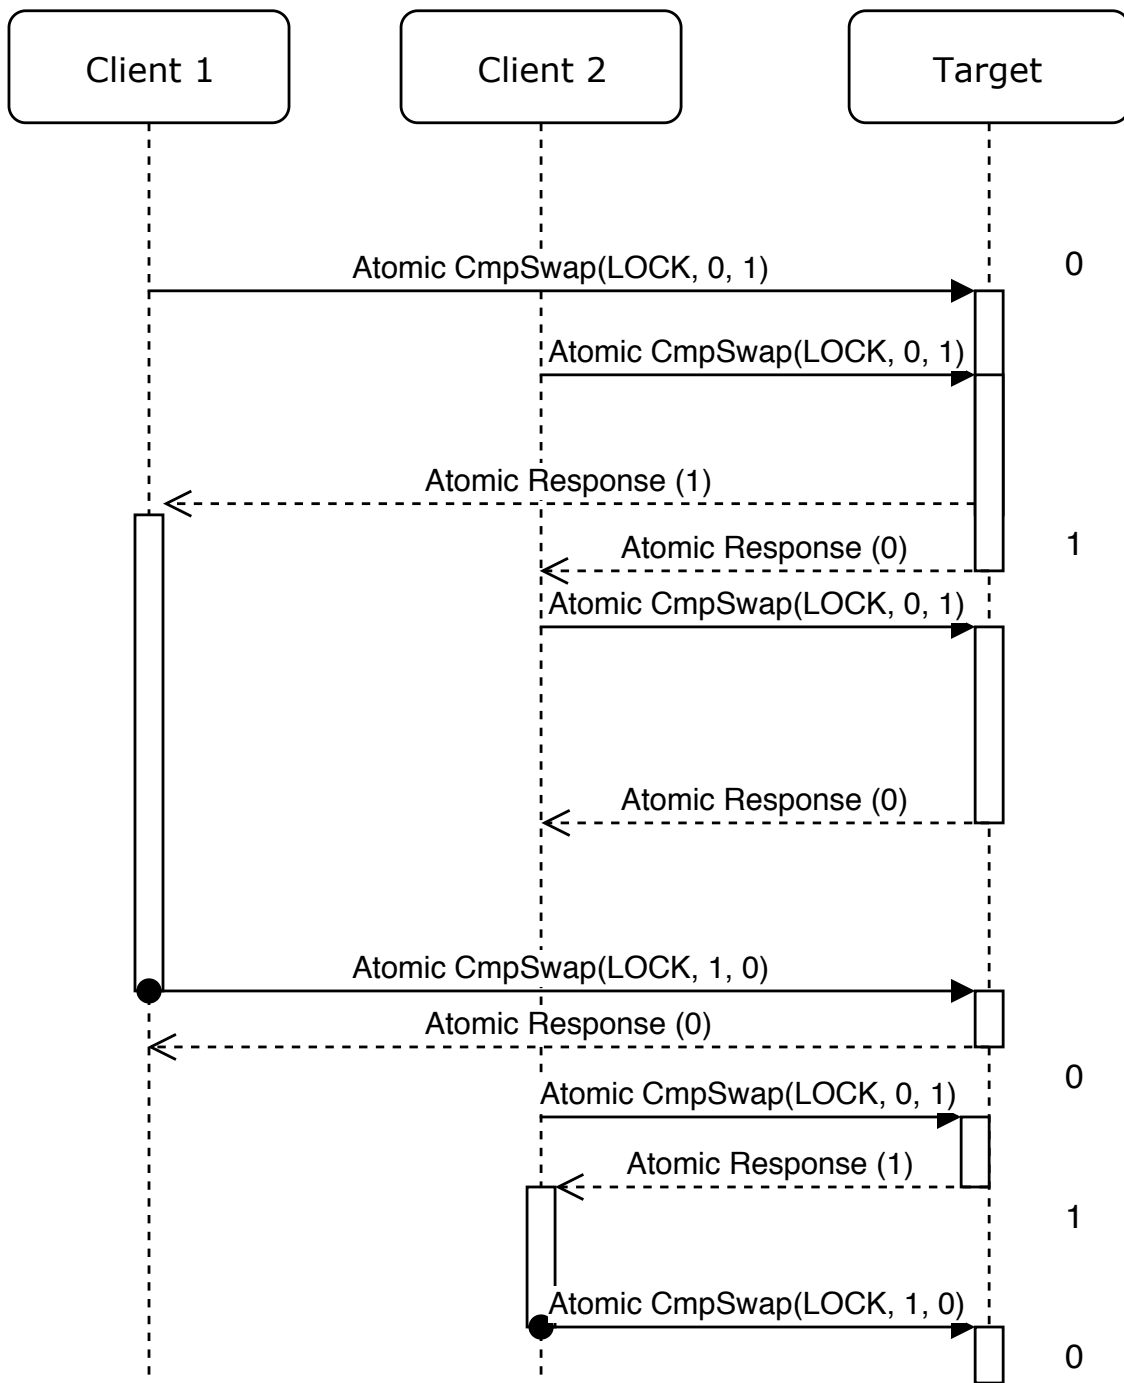 Client 1
Client 2
Target
0
Atomic CmpSwap(LOCK, 0, 1)
Atomic CmpSwap(LOCK, 0, 1)
Atomic Response (1)
1
Atomic Response (0)
Atomic CmpSwap(LOCK, 0, 1)
Atomic Response (0)
Atomic CmpSwap(LOCK, 1, 0)
Atomic Response (0)
0
Atomic CmpSwap(LOCK, 0, 1)
Atomic Response (1)
1
Atomic CmpSwap(LOCK, 1, 0)
0